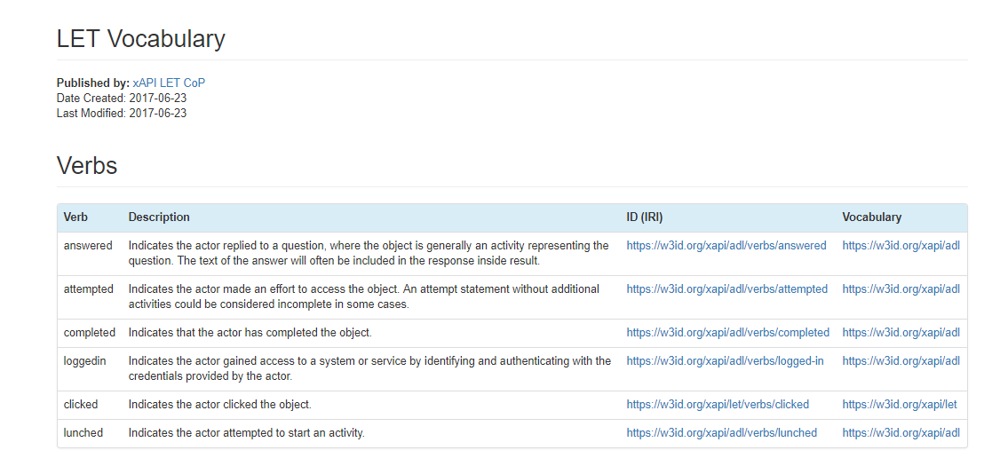 LET Vocabulary
Published by: xAPI LET CoP
Date Created: 2017-06-23
Last Modified: 2017-06-23
Verbs
Verb Description ID (IRI) Vocabulary
answered Indicates the actor replied to a question, where the object is generally an activity representing the https://w3id.org/xapi/adl/verbs/answered https://w3id.org/xapi/adl
question. The text of the answer will often be included in the response inside result.
attempted Indicates the actor made an effort to access the object. An attempt statement without additional https://w3id.org/xapi/adl/verbs/attempted https://w3id.org/xapi/adl
activities could be considered incomplete in some cases.
completed Indicates that the actor has completed the object. https://w3id.org/xapi/adl/verbs/completed https://w3id.org/xapi/adl
loggedin Indicates the actor gained access to a system or service by identifying and authenticating with the https://w3id.org/xapi/adl/verbs/logged-in https://w3id.org/xapi/adl
credentials provided by the actor.
clicked Indicates the actor clicked the object. https://w3id.org/xapi/let/verbs/clicked https://w3id.org/xapi/let
lunched Indicates the actor attempted to start an activity. https://w3id.org/xapi/adl/verbs/lunched https://w3id.org/xapi/adl